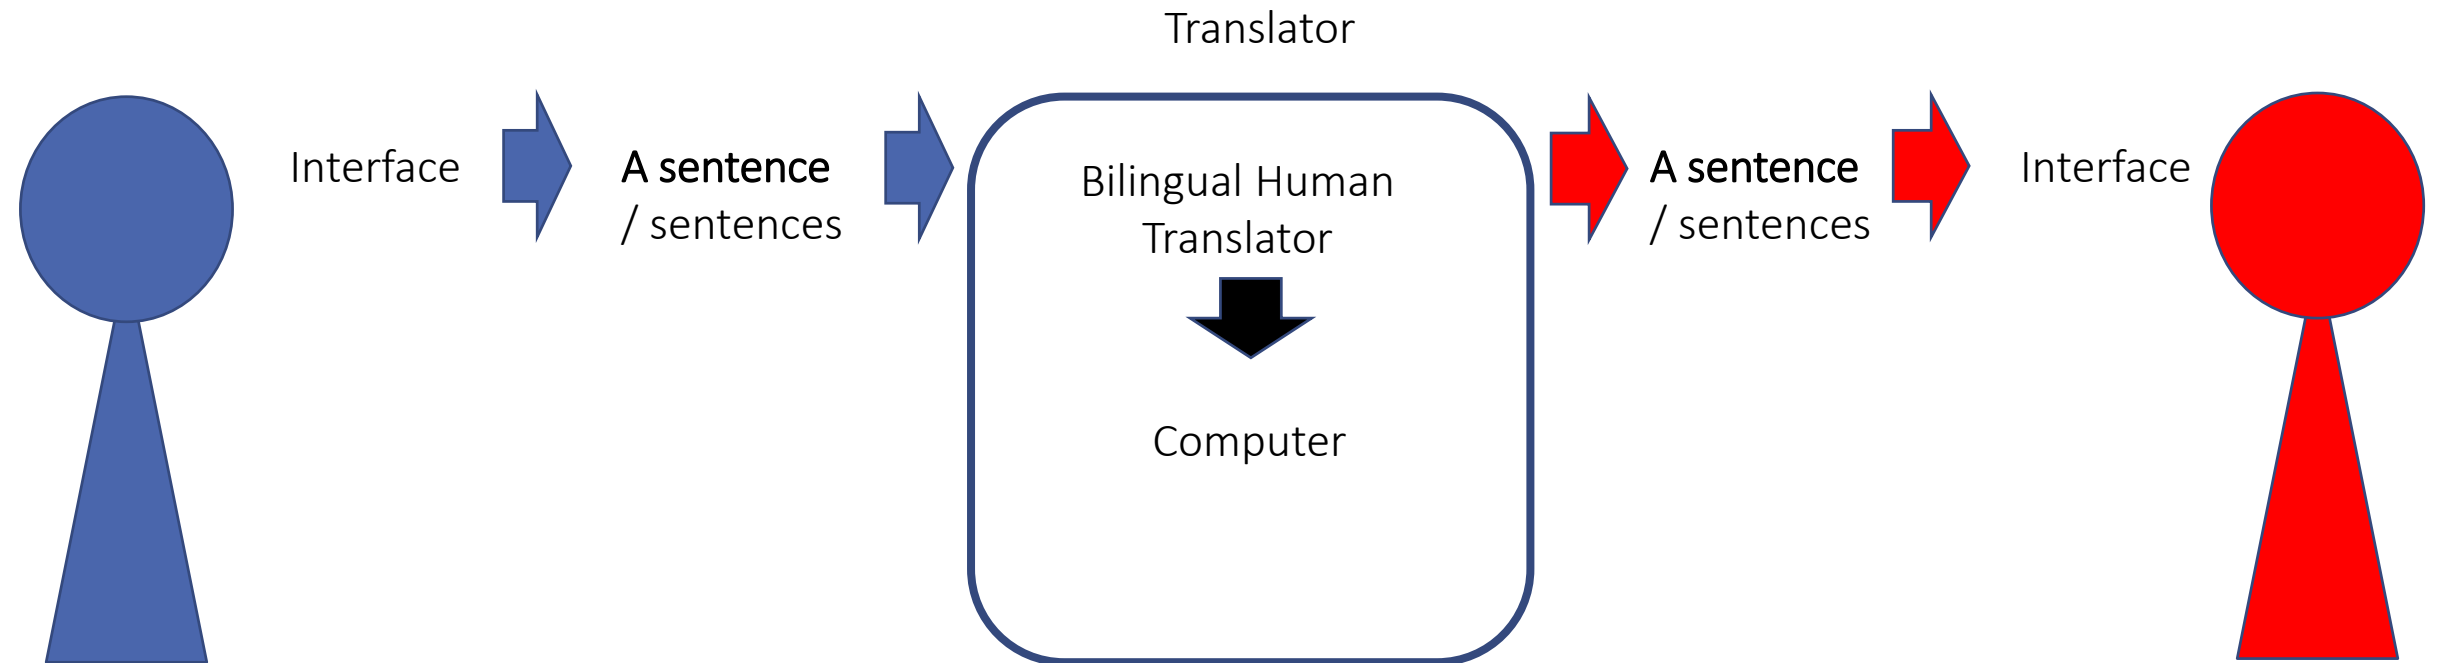 Translator
Interface
A sentence
/ sentences
Bilingual Human
Translator
Computer
A sentence
/ sentences
Interface